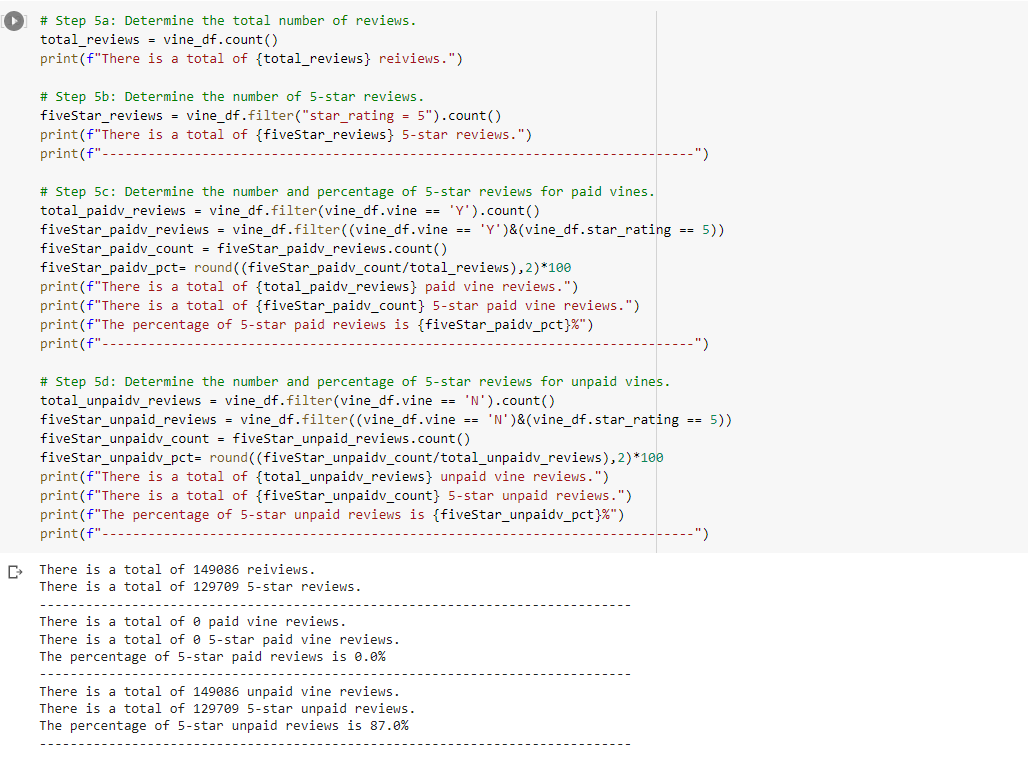 # Step 5a: Determine the total number of reviews.
total_reviews = vine_df.count()
print(f"There is a total of {total_reviews} reiviews.")
# Step 5b: Determine the number of 5-star reviews.
fiveStar_reviews = vine_df.filter("star_rating = 5").count()
print(f"There is a total of {fiveStar_reviews} 5-star reviews.")
print(f"-----------------------------------------------------------------------------")
# Step 5c: Determine the number and percentage of 5-star reviews for paid vines.
total_paidv_reviews = vine_df.filter(vine_df.vine == 'Y').count()
fiveStar_paidv_reviews = vine_df.filter((vine_df.vine == 'Y')&(vine_df.star_rating == 5))
fiveStar_paidv_count = fiveStar_paidv_reviews.count()
fiveStar_paidv_pct= round((fiveStar_paidv_count/total_reviews),2)*100
print(f"There is a total of {total_paidv_reviews} paid vine reviews.")
print(f"There is a total of {fiveStar_paidv_count} 5-star paid vine reviews.")
print(f"The percentage of 5-star paid reviews is {fiveStar_paidv_pct}%")
print(f"-----------------------------------------------------------------------------")
# Step 5d: Determine the number and percentage of 5-star reviews for unpaid vines.
total_unpaidv_reviews = vine_df.filter(vine_df.vine == 'N').count()
fiveStar_unpaid_reviews = vine_df.filter((vine_df.vine == 'N')&(vine_df.star_rating == 5))
fiveStar_unpaidv_count = fiveStar_unpaid_reviews.count()
fiveStar_unpaidv_pct= round((fiveStar_unpaidv_count/total_unpaidv_reviews),2)*100
print(f"There is a total of {total_unpaidv_reviews} unpaid vine reviews.")
print(f"There is a total of {fiveStar_unpaidv_count} 5-star unpaid reviews.")
print(f"The percentage of 5-star unpaid reviews is {fiveStar_unpaidv_pct}%")
print(f"-----------------------------------------------------------------------------")
There is a total of 149086 reiviews.
There is a total of 129709 5-star reviews.
-----------------------------------------------------------------------------
There is a total of 0 paid vine reviews.
There is a total of 0 5-star paid vine reviews.
The percentage of 5-star paid reviews is 0.0%
-----------------------------------------------------------------------------
There is a total of 149086 unpaid vine reviews.
There is a total of 129709 5-star unpaid reviews.
The percentage of 5-star unpaid reviews is 87.0%
-----------------------------------------------------------------------------